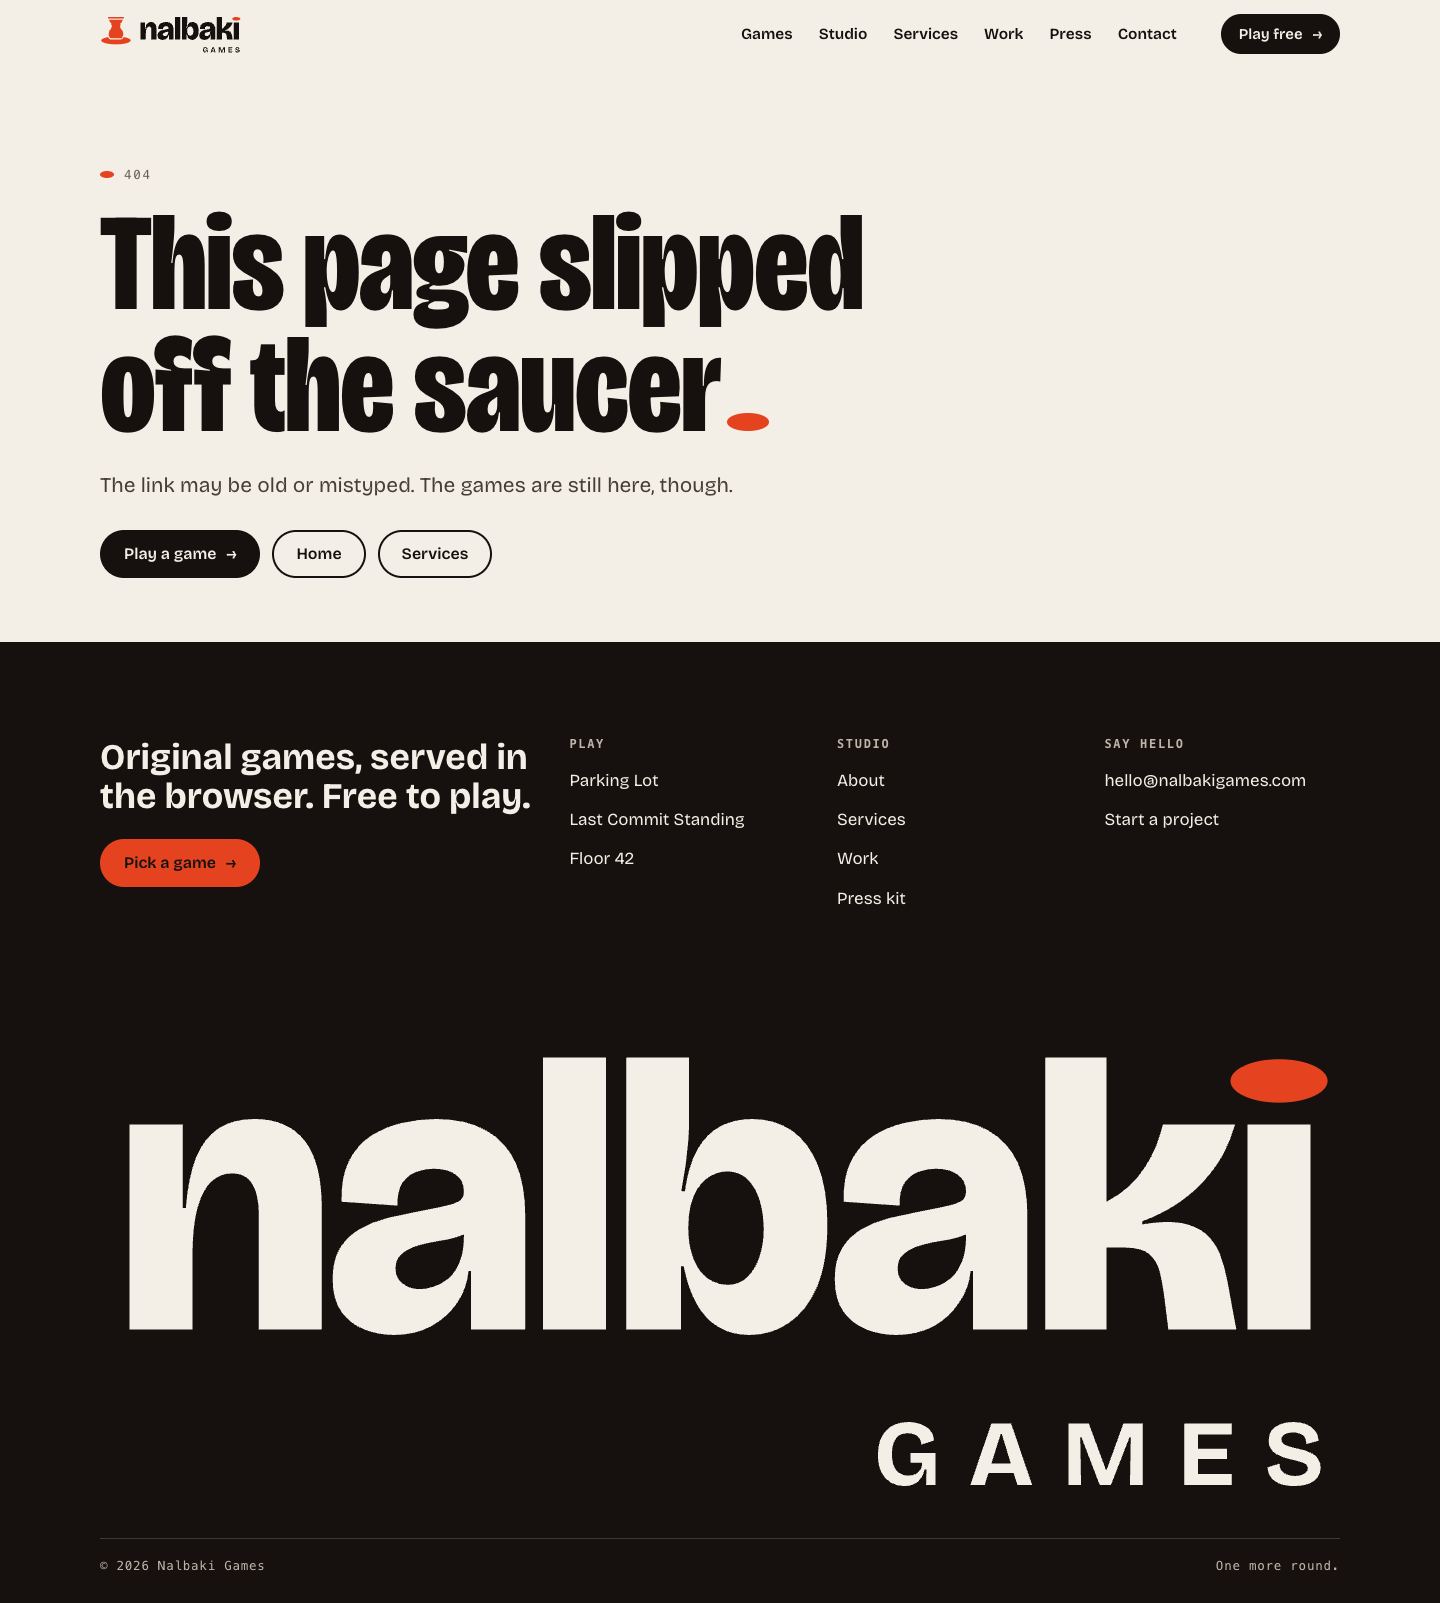 nalbaki
GAMES
Games Studio Services Work Press Contact Play free →
404
This page slipped
off the saucer.
The link may be old or mistyped. The games are still here, though.
Play a game → Home Services
Original games, served in
the browser. Free to play.
Pick a game →
PLAY
Parking Lot
Last Commit Standing
Floor 42
STUDIO
About
Services
Work
Press kit
SAY HELLO
hello@nalbakigames.com
Start a project
nalbaki
GAMES
© 2026 Nalbaki Games
One more round.